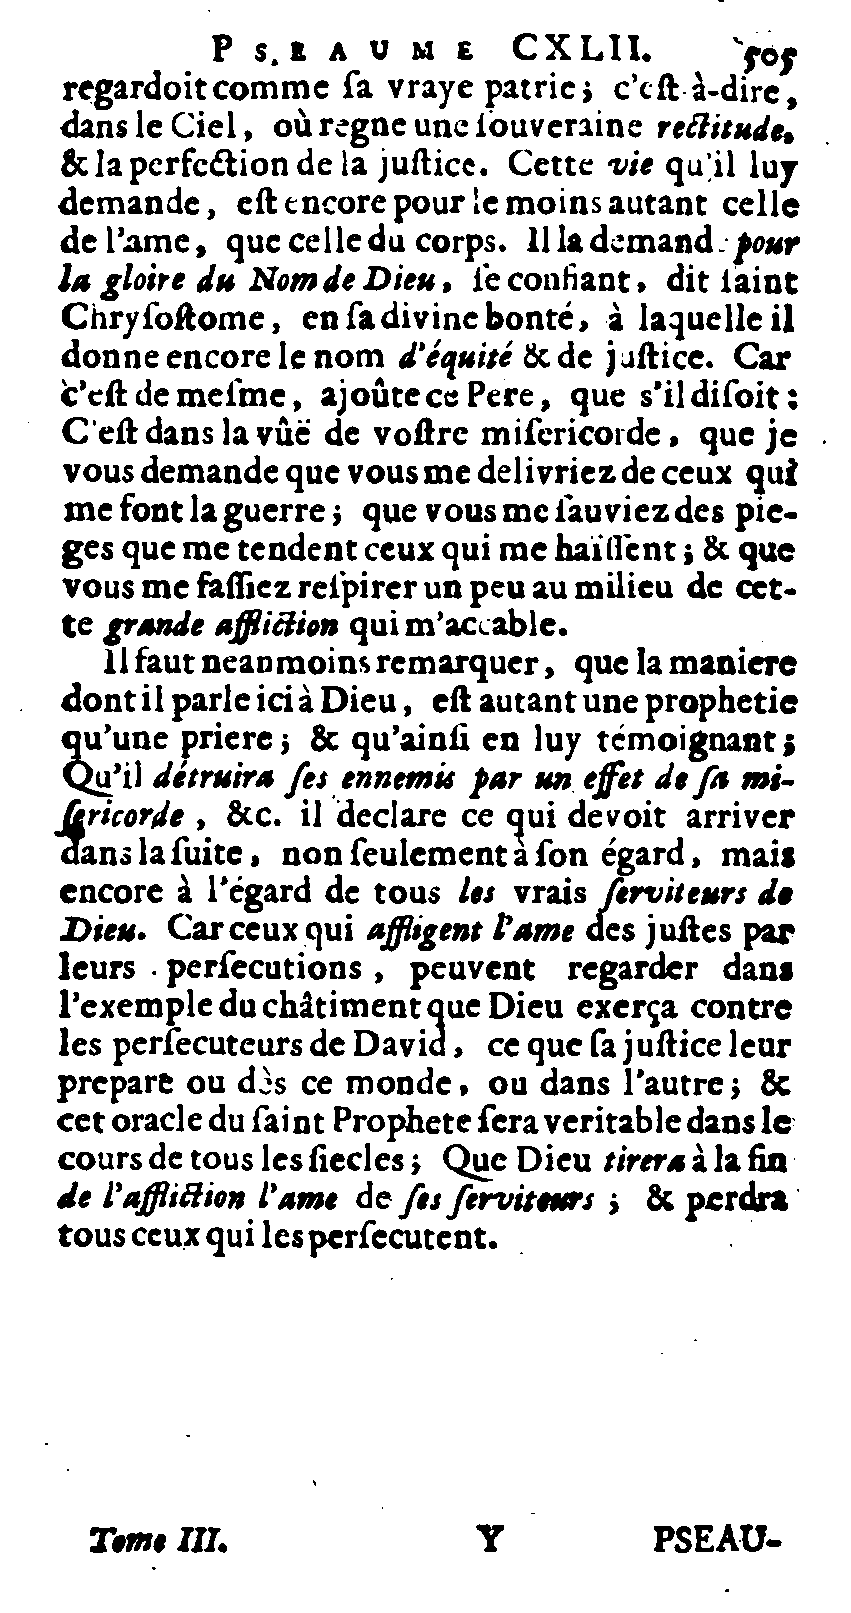 PSEAUME CXLII. 505
regardoit comme ſa vraye patrie; c'eſt-à-dire,
dans le Ciel, où regne une ſouveraine rectitude,
& la perfection de la juſtice. Cette vie qu'il luy
demande, eſt encore pour le moins autant celle
de l'ame, que celle du corps. Il la demande pour
la gloire du Nom de Dieu, ſe confiant, dit ſaint
Chryſoſtome, en ſa divine bonté, à laquelle il
donne encore le nom d'équité & de juſtice. Car
c'eſt de meſme, ajoûte ce Pere, que s'il diſoit:
C'eſt dans la vûë de voſtre miſericorde, que je
vous demande que vous me delivriez de ceux qui
me font la guerre; que vous me ſauviez des pie-
ges que me tendent ceux qui me haïſſent; & que
vous me faſſiez reſpirer un peu au milieu de cet-
te grande affliction qui m'accable.
Il faut neanmoins remarquer, que la maniere
dont il parle ici à Dieu, eſt autant une prophetie
qu'une priere; & qu'ainſi en luy témoignant;
Qu'il détruira ſes ennemis par un effet de ſa mi-
ſericorde, &c. il declare ce qui devoit arriver
dans la ſuite, non ſeulement à ſon égard, mais
encore à l'égard de tous les vrais ſerviteurs de
Dieu. Car ceux qui affligent l'ame des juſtes par
leurs perſecutions, peuvent regarder dans
l'exemple du châtiment que Dieu exerça contre
les perſecuteurs de David, ce que ſa juſtice leur
prepare ou dès ce monde, ou dans l'autre; &
cet oracle du ſaint Prophete ſera veritable dans le
cours de tous les ſiecles; Que Dieu tirera à la fin
de l'affliction l'ame de ſes ſerviteurs; & perdra
tous ceux qui les perſecutent.
Tome III. Y PSEAU-